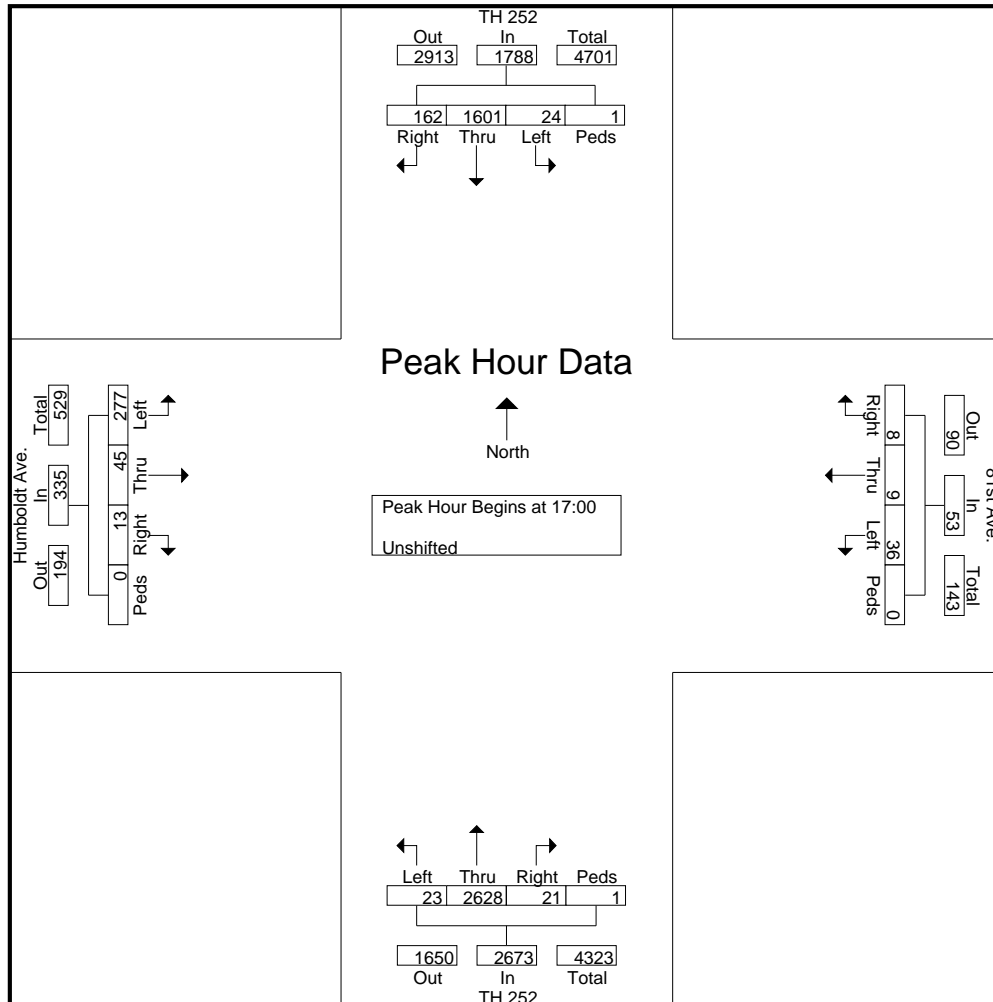 TH 252
Out In Total
2913 1788 4701
162 1601 24 1
Right Thru Left Peds
Peak Hour Data
North
Peak Hour Begins at 17:00
Unshifted
Humboldt Ave.
Out In Total
194 335 529
277 45 13 0
Left Thru Right Peds
Right Thru Left Peds
8 9 36 0
Out In Total
90 53 143
81st Ave.
Left Thru Right Peds
23 2628 21 1
1650 2673 4323
Out In Total
TH 252